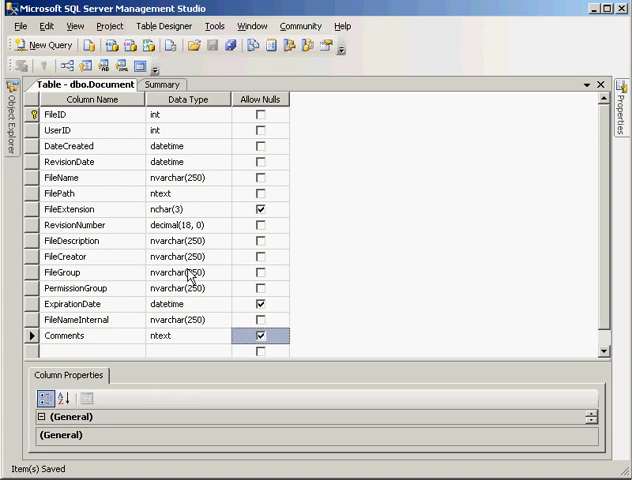 Microsoft SQL Server Management Studio
File Edit View Project Table Designer Tools Window Community Help
New Query
Table - dbo.Document Summary
Object Explorer
Properties
Column Name Data Type Allow Nulls
FileID int
UserID int
DateCreated datetime
RevisionDate datetime
FileName nvarchar(250)
FilePath ntext
FileExtension nchar(3)
RevisionNumber decimal(18, 0)
FileDescription nvarchar(250)
FileCreator nvarchar(250)
FileGroup nvarchar(250)
PermissionGroup nvarchar(250)
ExpirationDate datetime
FileNameInternal nvarchar(250)
Comments ntext
Column Properties
(General)
(General)
Item(s) Saved